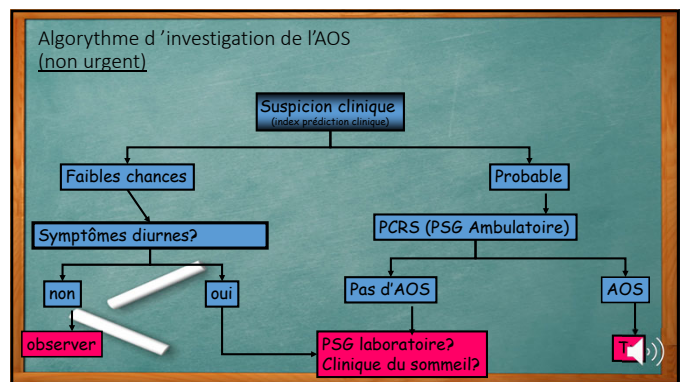 Algorythme d ’investigation de l’AOS
(non urgent)
Suspicion clinique
(index prédiction clinique)
Faibles chances
Probable
Symptômes diurnes?
PCRS (PSG Ambulatoire)
non
oui
Pas d’AOS
AOS
observer
PSG laboratoire?
Clinique du sommeil?